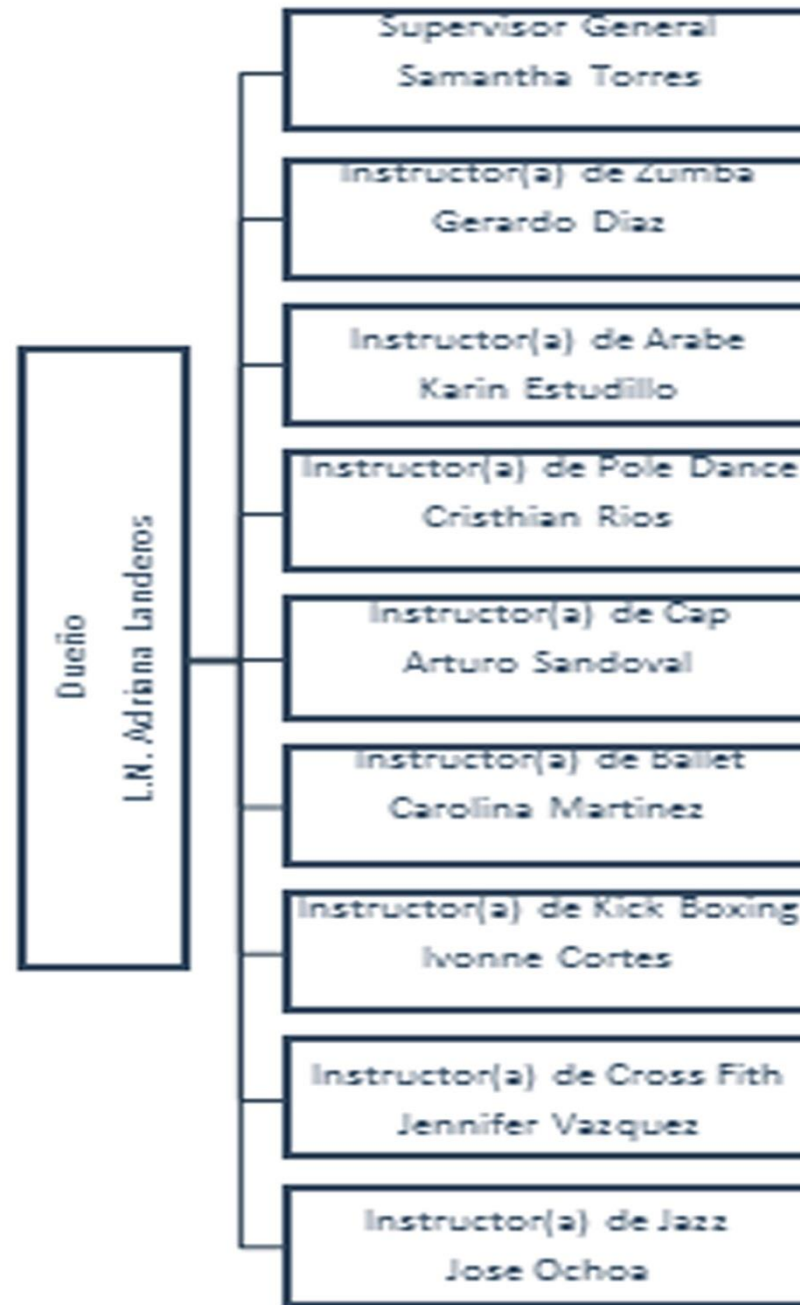 Dueño
L.N. Adriana Landeros
Supervisor General
Samantha Torres
Instructor(a) de Zumba
Gerardo Diaz
Instructor(a) de Arabe
Karin Estudillo
Instructor(a) de Pole Dance
Cristhian Rios
Instructor(a) de Cap
Arturo Sandoval
Instructor(a) de Ballet
Carolina Martinez
Instructor(a) de Kick Boxing
Ivonne Cortes
Instructor(a) de Cross Fith
Jennifer Vazquez
Instructor(a) de Jazz
Jose Ochoa